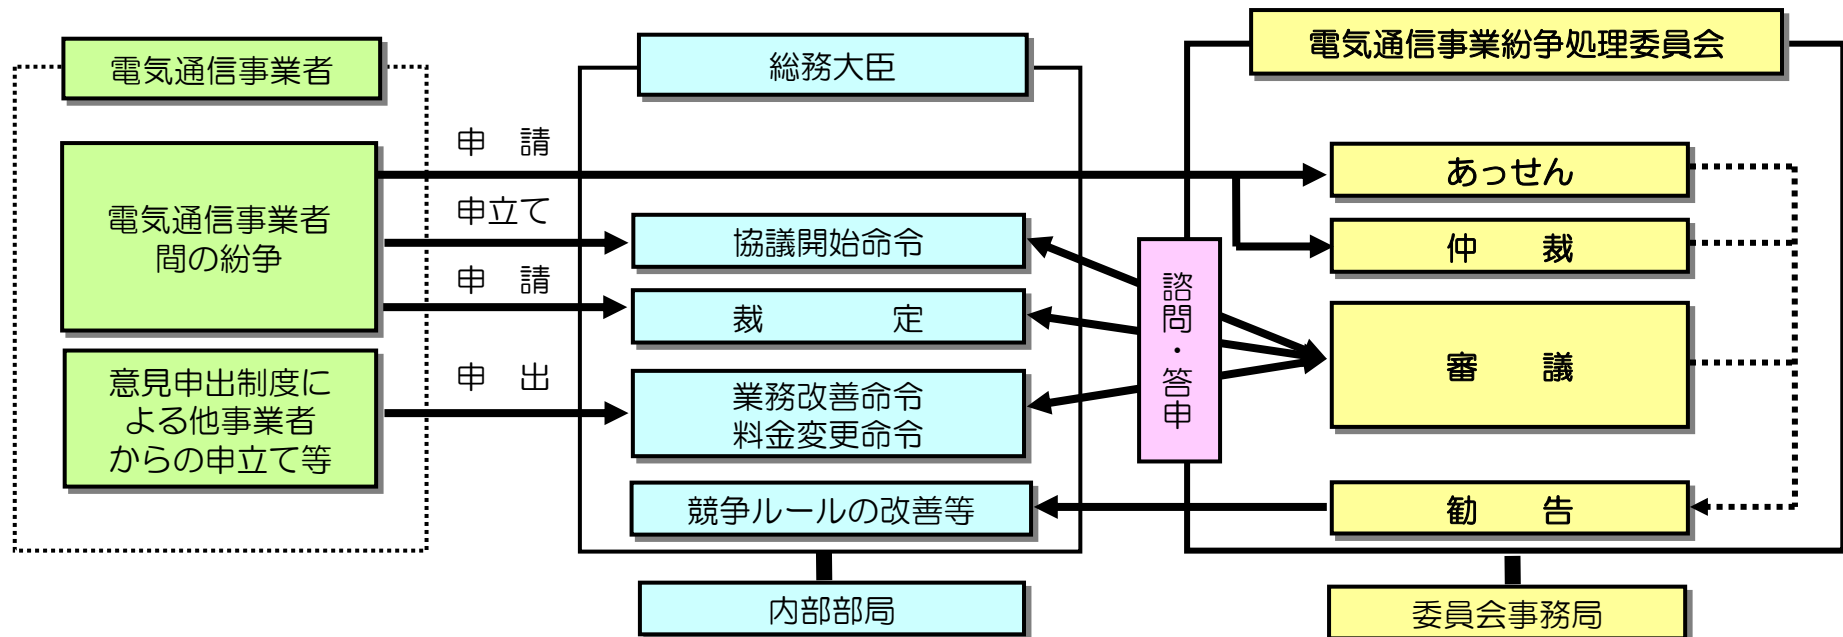 電気通信事業者
総務大臣
電気通信事業紛争処理委員会
電気通信事業者
間の紛争
意見申出制度に
よる他事業者
からの申立て等
申 請
申立て
申 請
申 出
協議開始命令
裁 定
業務改善命令
料金変更命令
競争ルールの改善等
内部部局
諮問・答申
あっせん
仲 裁
審 議
勧 告
委員会事務局